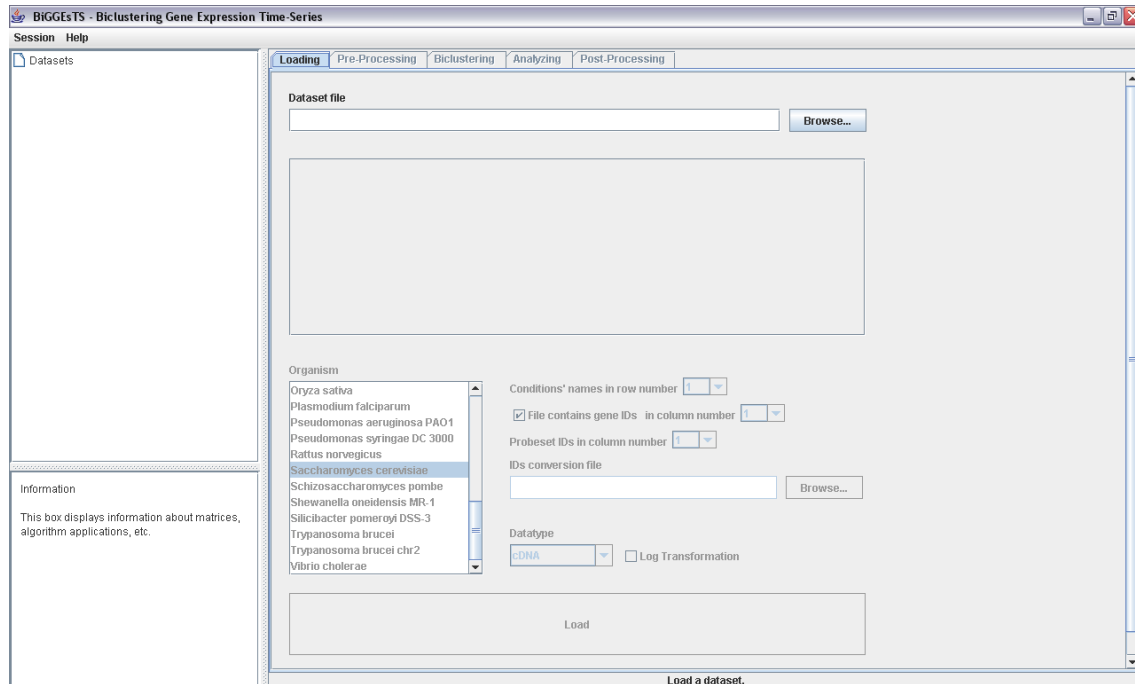 BiGGEsTS - Biclustering Gene Expression Time-Series
Session Help
Datasets
Loading Pre-Processing Biclustering Analyzing Post-Processing
Dataset file
Browse...
Organism
Oryza sativa
Plasmodium falciparum
Pseudomonas aeruginosa PAO1
Pseudomonas syringae DC 3000
Rattus norvegicus
Saccharomyces cerevisiae
Schizosaccharomyces pombe
Shewanella oneidensis MR-1
Silicibacter pomeroyi DSS-3
Trypanosoma brucei
Trypanosoma brucei chr2
Vibrio cholerae
Conditions' names in row number 1
File contains gene IDs in column number 1
Probeset IDs in column number 1
IDs conversion file
Browse...
Datatype
cDNA Log Transformation
Load
Information
This box displays information about matrices,
algorithm applications, etc.
Load a dataset.